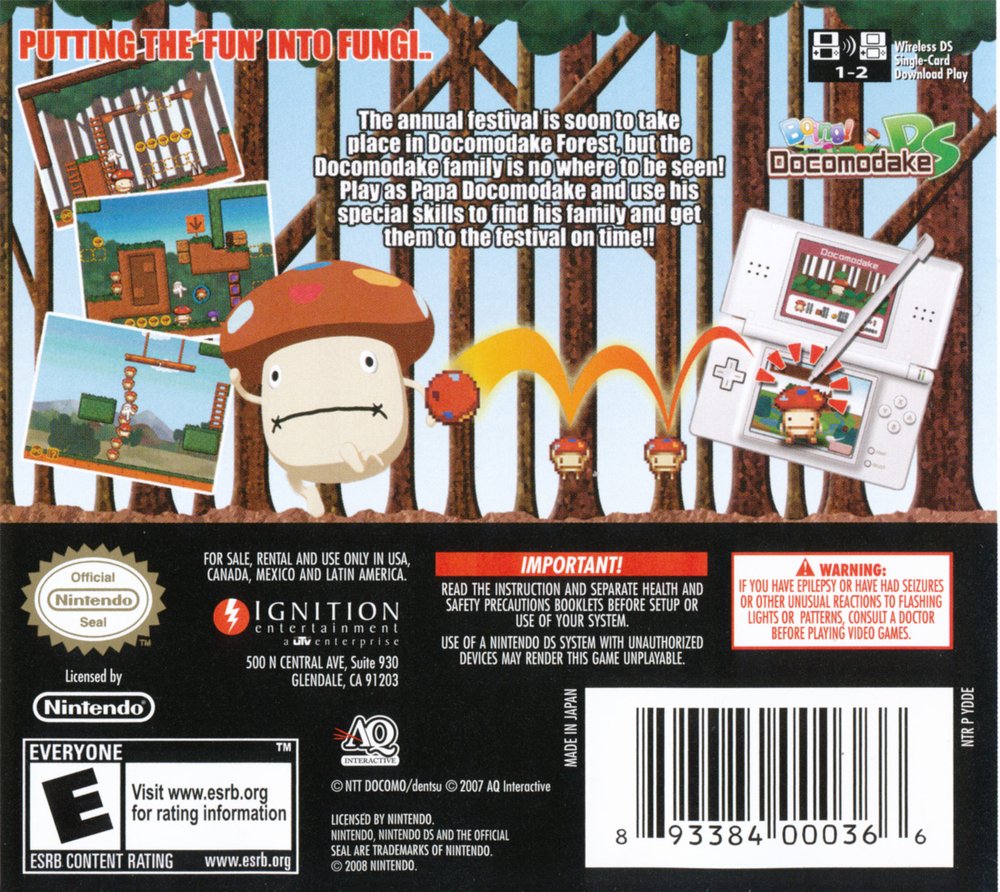 PUTTING THE 'FUN' INTO FUNGI..
Wireless DS
Single-Card
Download Play
1-2
The annual festival is soon to take
place in Docomodake Forest, but the
Docomodake family is no where to be seen!
Play as Papa Docomodake and use his
special skills to find his family and get
them to the festival on time!!
Boing!
Docomodake DS
Docomodake
Official
Nintendo
Seal
TM
Licensed by
Nintendo®
FOR SALE, RENTAL AND USE ONLY IN USA,
CANADA, MEXICO AND LATIN AMERICA.
IGNITION
entertainment
a UTV enterprise
500 N CENTRAL AVE, Suite 930
GLENDALE, CA 91203
IMPORTANT!
READ THE INSTRUCTION AND SEPARATE HEALTH AND
SAFETY PRECAUTIONS BOOKLETS BEFORE SETUP OR
USE OF YOUR SYSTEM.
USE OF A NINTENDO DS SYSTEM WITH UNAUTHORIZED
DEVICES MAY RENDER THIS GAME UNPLAYABLE.
WARNING:
IF YOU HAVE EPILEPSY OR HAVE HAD SEIZURES
OR OTHER UNUSUAL REACTIONS TO FLASHING
LIGHTS OR PATTERNS, CONSULT A DOCTOR
BEFORE PLAYING VIDEO GAMES.
EVERYONE
TM
E
Visit www.esrb.org
for rating information
ESRB CONTENT RATING www.esrb.org
AQ
INTERACTIVE
© NTT DOCOMO/dentsu © 2007 AQ Interactive
LICENSED BY NINTENDO.
NINTENDO, NINTENDO DS AND THE OFFICIAL
SEAL ARE TRADEMARKS OF NINTENDO.
© 2008 NINTENDO.
MADE IN JAPAN
NTR P YDDE
8 93384 00036 6